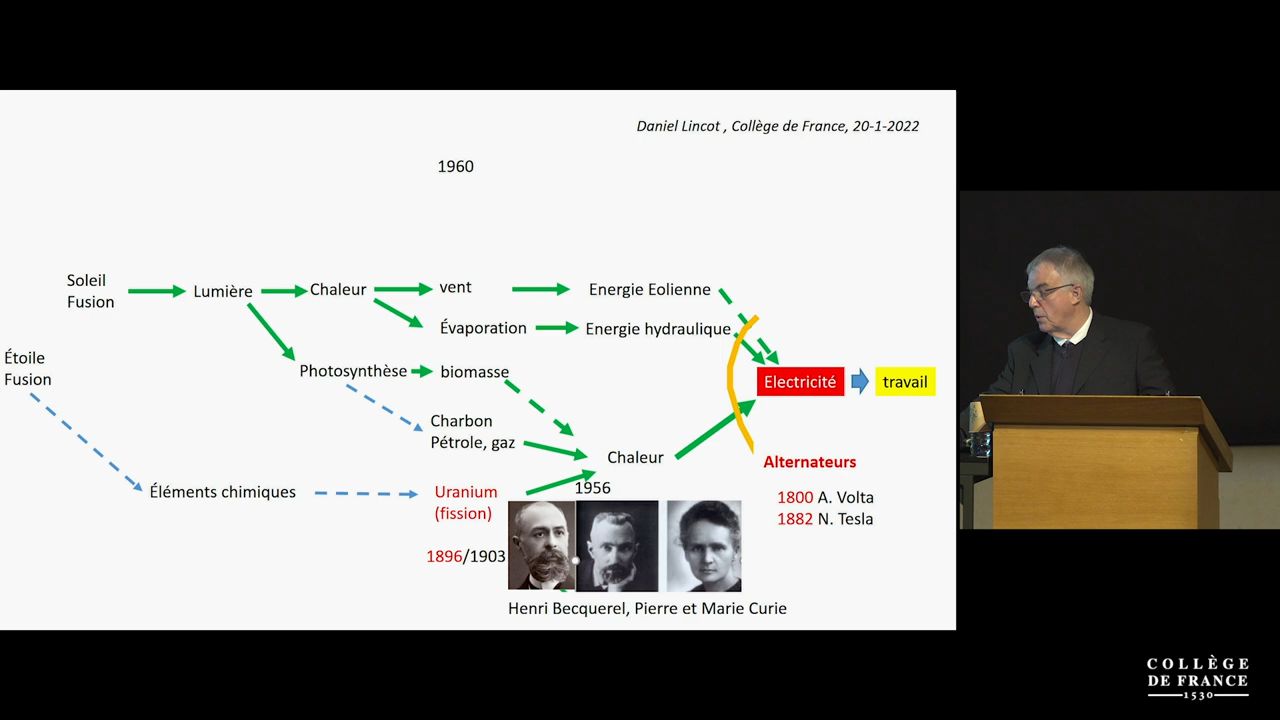 Daniel Lincot , Collège de France, 20-1-2022
1960
Soleil
Fusion
Lumière
Chaleur
vent
Energie Eolienne
Évaporation
Energie hydraulique
Étoile
Fusion
Photosynthèse
biomasse
Electricité
travail
Charbon
Pétrole, gaz
Chaleur
Alternateurs
Éléments chimiques
Uranium
(fission)
1956
1800 A. Volta
1882 N. Tesla
1896/1903
Henri Becquerel, Pierre et Marie Curie
COLLÈGE
DE FRANCE
1530